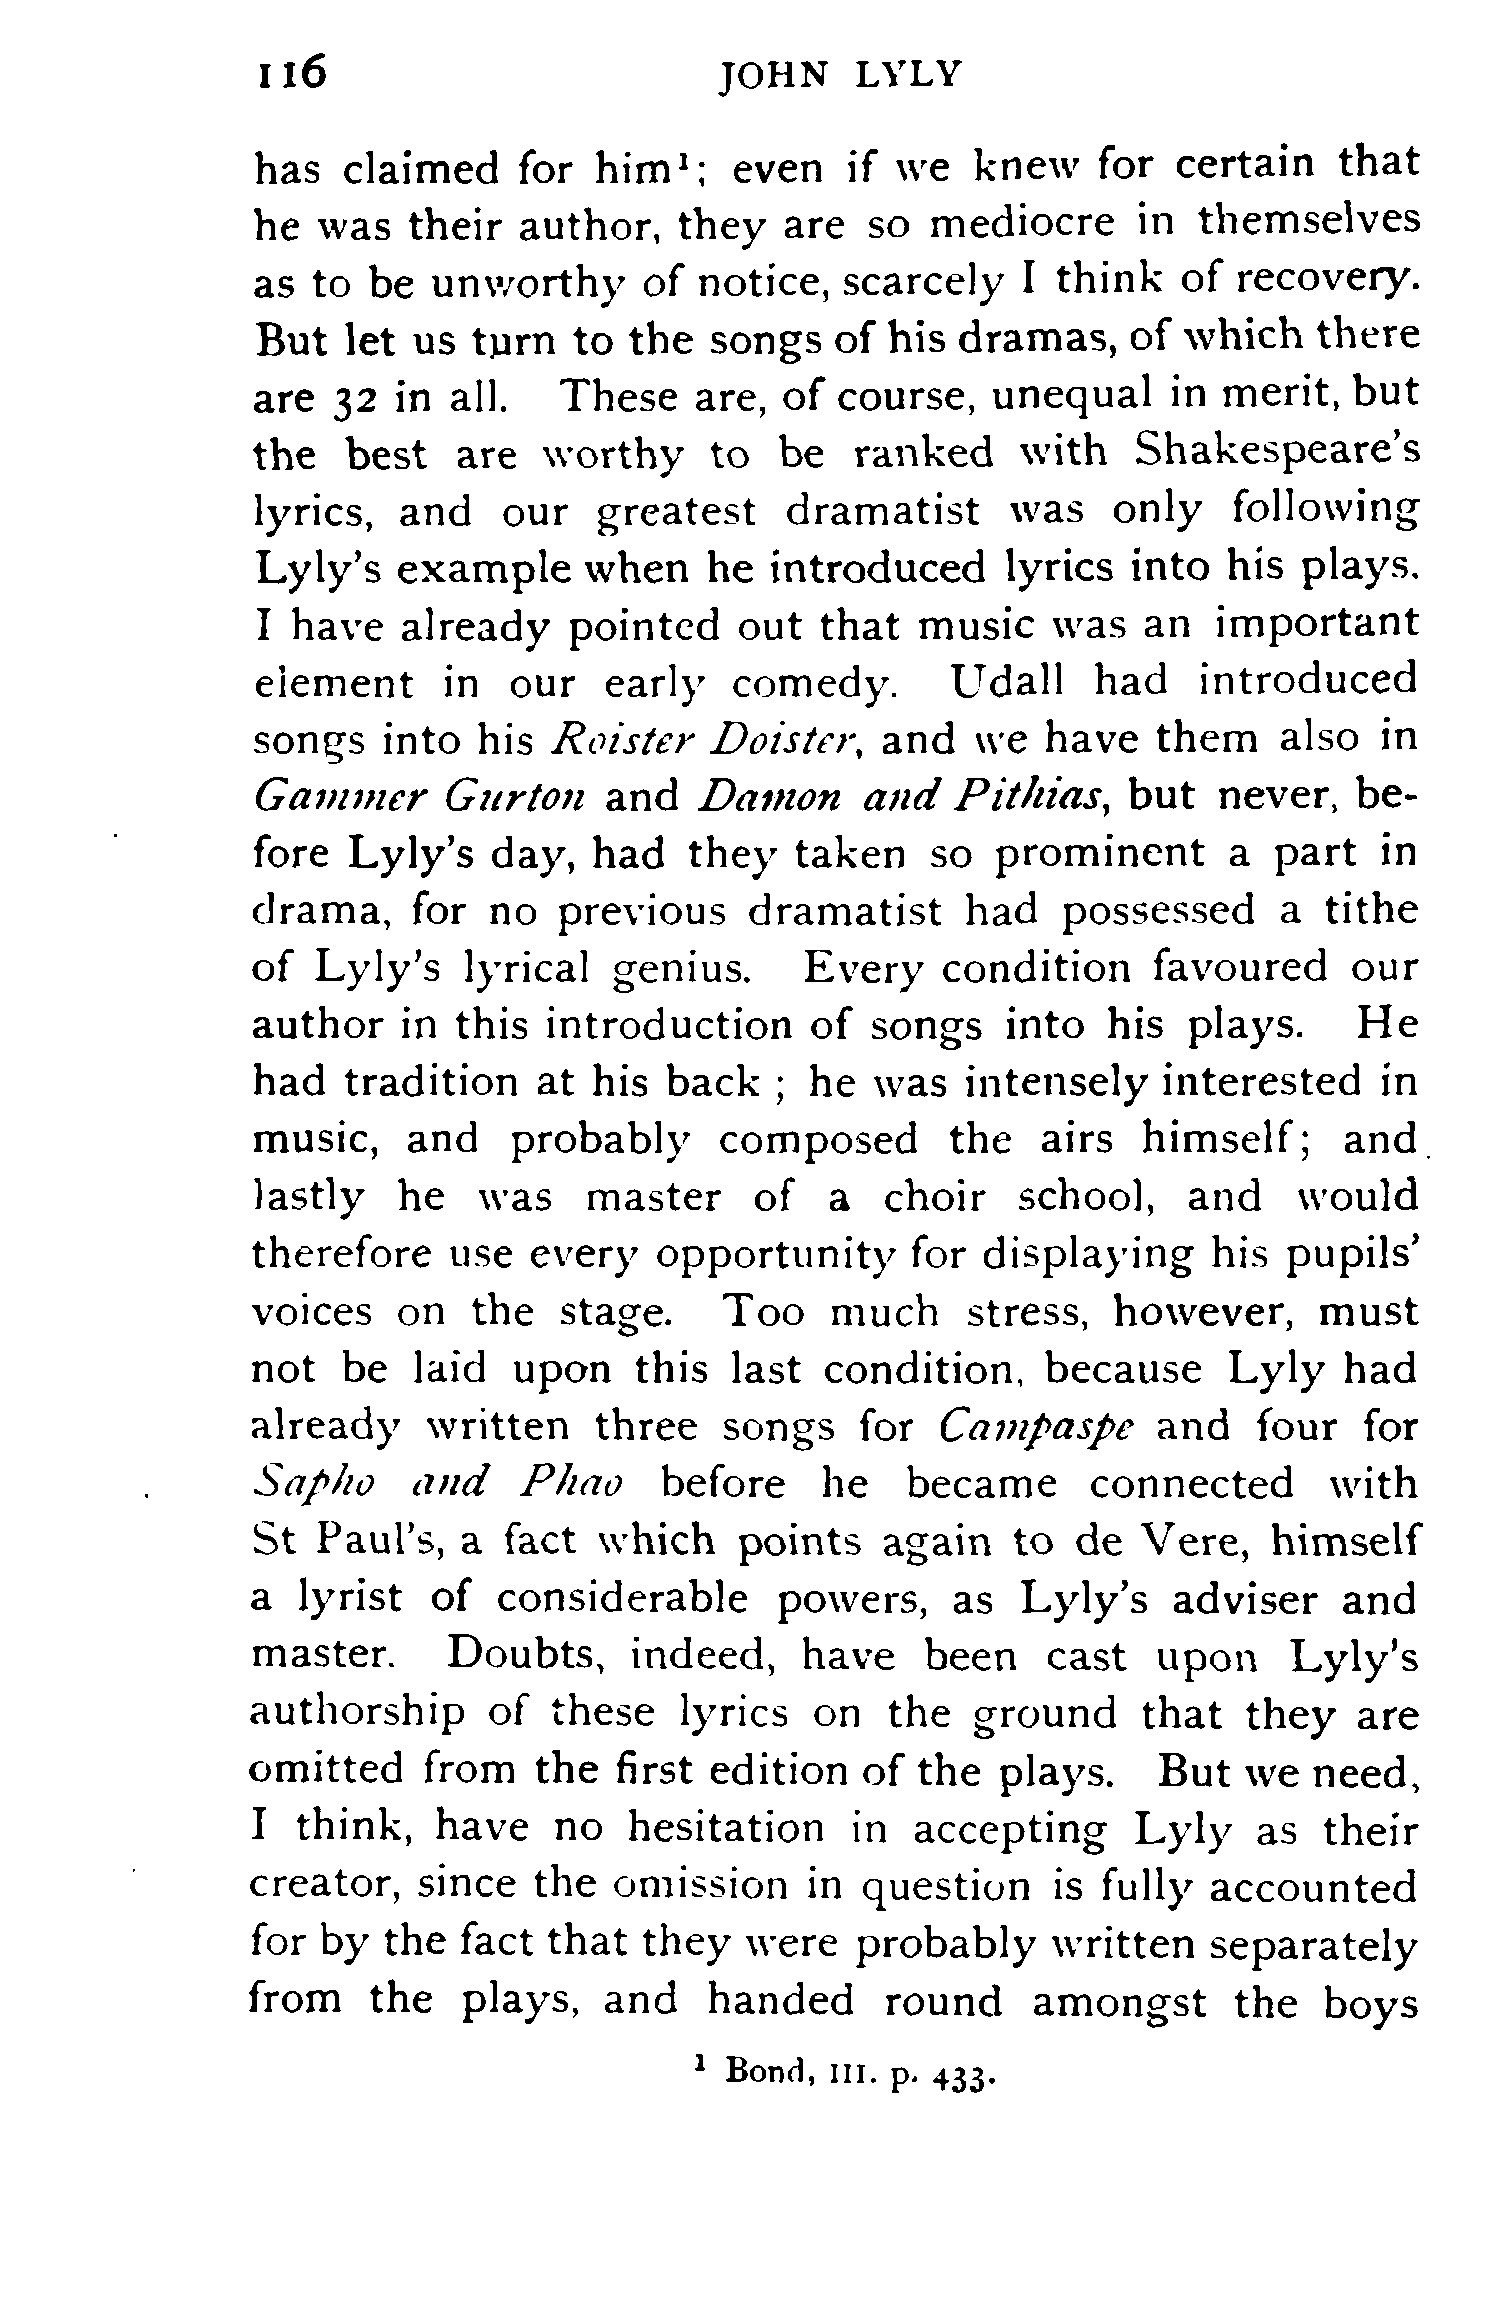 116 JOHN LYLY
has claimed for him¹; even if we knew for certain that
he was their author, they are so mediocre in themselves
as to be unworthy of notice, scarcely I think of recovery.
But let us turn to the songs of his dramas, of which there
are 32 in all. These are, of course, unequal in merit, but
the best are worthy to be ranked with Shakespeare's
lyrics, and our greatest dramatist was only following
Lyly's example when he introduced lyrics into his plays.
I have already pointed out that music was an important
element in our early comedy. Udall had introduced
songs into his Roister Doister, and we have them also in
Gammer Gurton and Damon and Pithias, but never, be-
fore Lyly's day, had they taken so prominent a part in
drama, for no previous dramatist had possessed a tithe
of Lyly's lyrical genius. Every condition favoured our
author in this introduction of songs into his plays. He
had tradition at his back ; he was intensely interested in
music, and probably composed the airs himself; and
lastly he was master of a choir school, and would
therefore use every opportunity for displaying his pupils'
voices on the stage. Too much stress, however, must
not be laid upon this last condition, because Lyly had
already written three songs for Campaspe and four for
Sapho and Phao before he became connected with
St Paul's, a fact which points again to de Vere, himself
a lyrist of considerable powers, as Lyly's adviser and
master. Doubts, indeed, have been cast upon Lyly's
authorship of these lyrics on the ground that they are
omitted from the first edition of the plays. But we need,
I think, have no hesitation in accepting Lyly as their
creator, since the omission in question is fully accounted
for by the fact that they were probably written separately
from the plays, and handed round amongst the boys
¹ Bond, III. p. 433.